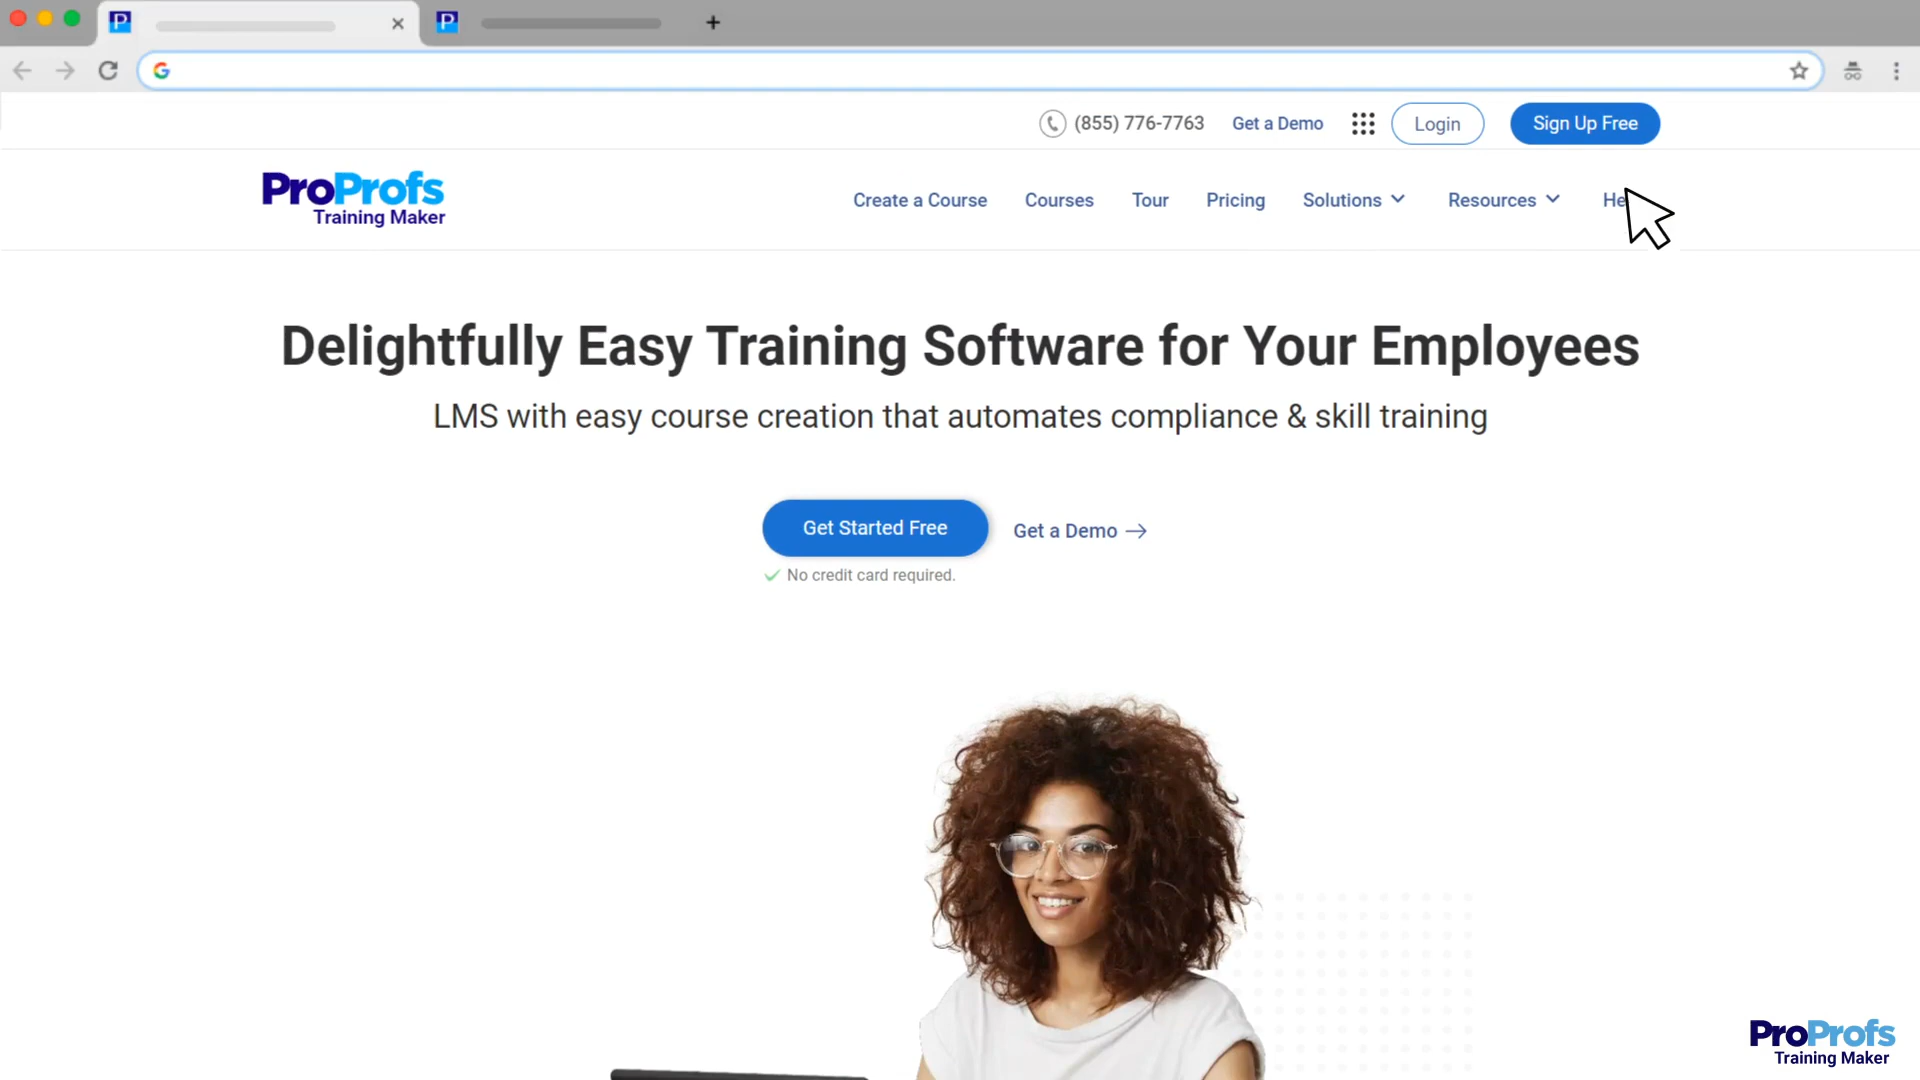 (855) 776-7763 Get a Demo Login Sign Up Free
ProProfs
Training Maker
Create a Course Courses Tour Pricing Solutions Resources He
Delightfully Easy Training Software for Your Employees
LMS with easy course creation that automates compliance & skill training
Get Started Free Get a Demo
No credit card required.
ProProfs
Training Maker